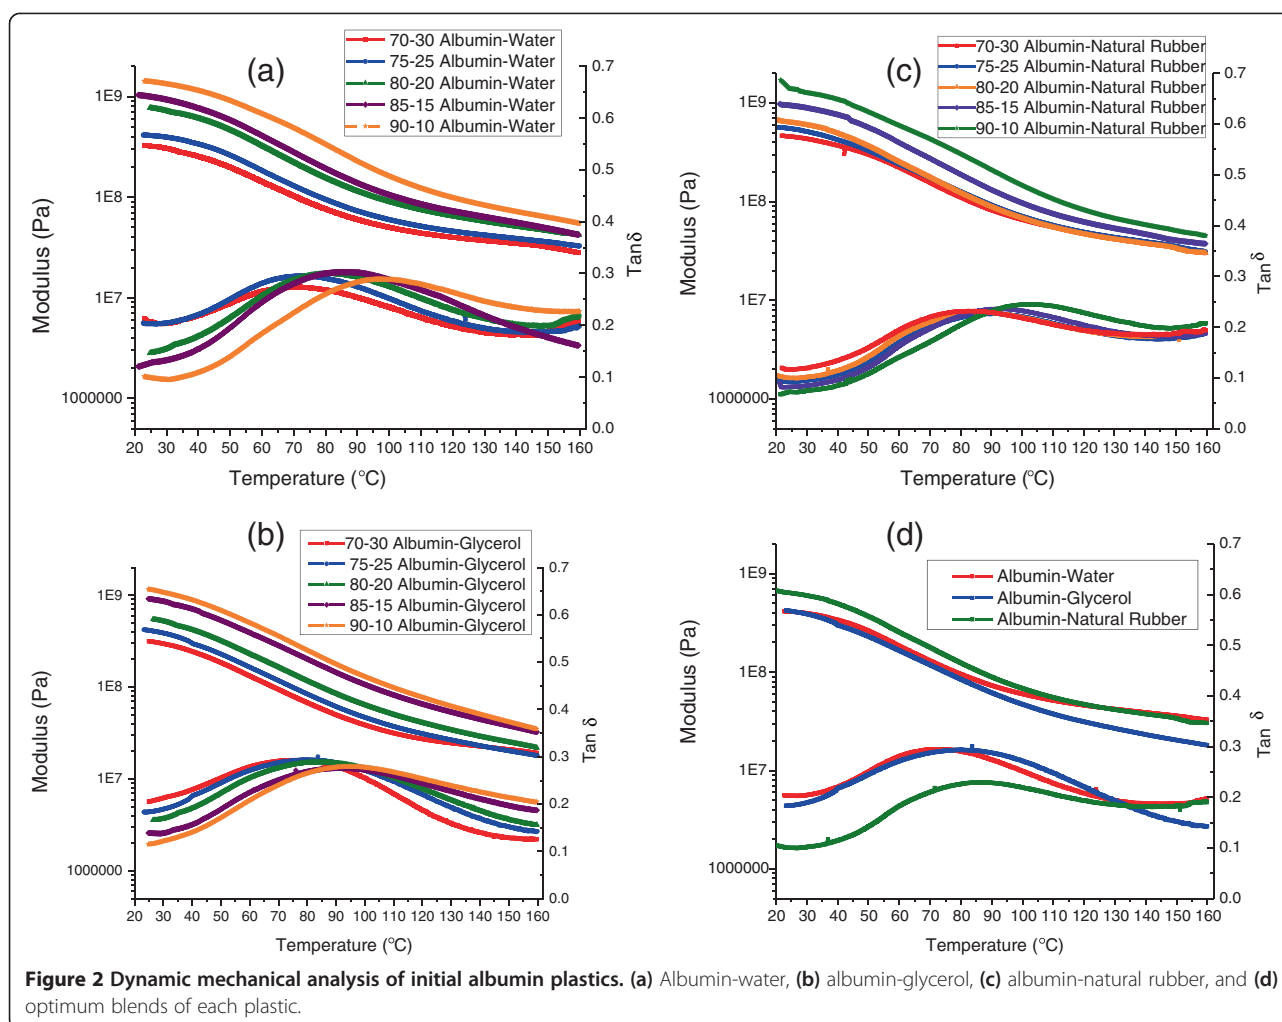 (a)
70-30 Albumin-Water
75-25 Albumin-Water
80-20 Albumin-Water
85-15 Albumin-Water
90-10 Albumin-Water
Modulus (Pa)
1E9
1E8
1E7
1000000
0.7
0.6
0.5
0.4
0.3
0.2
0.1
0.0
Tan δ
20 30 40 50 60 70 80 90 100 110 120 130 140 150 160
Temperature (°C)
(c)
70-30 Albumin-Natural Rubber
75-25 Albumin-Natural Rubber
80-20 Albumin-Natural Rubber
85-15 Albumin-Natural Rubber
90-10 Albumin-Natural Rubber
Modulus (Pa)
1E9
1E8
1E7
1000000
0.7
0.6
0.5
0.4
0.3
0.2
0.1
0.0
Tan δ
20 30 40 50 60 70 80 90 100 110 120 130 140 150 160
Temperature (°C)
(b)
70-30 Albumin-Glycerol
75-25 Albumin-Glycerol
80-20 Albumin-Glycerol
85-15 Albumin-Glycerol
90-10 Albumin-Glycerol
Modulus (Pa)
1E9
1E8
1E7
1000000
0.7
0.6
0.5
0.4
0.3
0.2
0.1
0.0
Tan δ
20 30 40 50 60 70 80 90 100 110 120 130 140 150 160
Temperature (°C)
(d)
Albumin-Water
Albumin-Glycerol
Albumin-Natural Rubber
Modulus (Pa)
1E9
1E8
1E7
1000000
0.7
0.6
0.5
0.4
0.3
0.2
0.1
0.0
Tan δ
20 30 40 50 60 70 80 90 100 110 120 130 140 150 160
Temperature (°C)
Figure 2 Dynamic mechanical analysis of initial albumin plastics. (a) Albumin-water, (b) albumin-glycerol, (c) albumin-natural rubber, and (d)
optimum blends of each plastic.